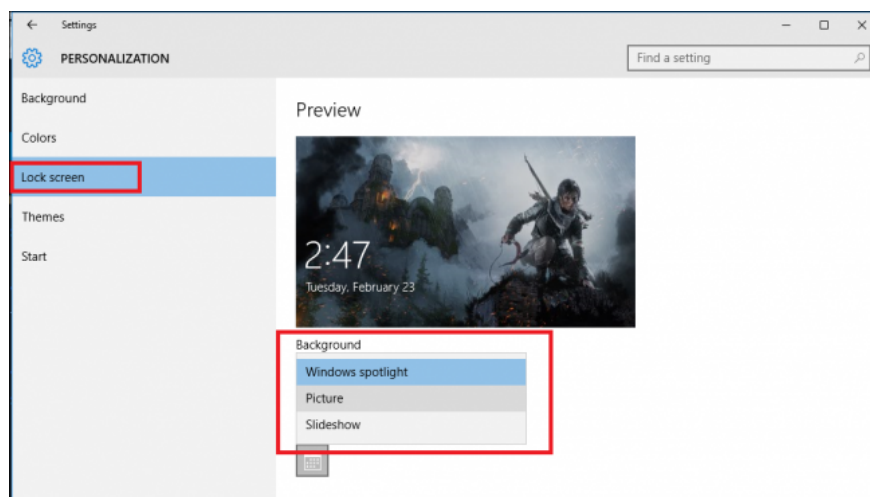 Settings
PERSONALIZATION
Find a setting
Background
Colors
Lock screen
Themes
Start
Preview
2:47
Tuesday, February 23
Background
Windows spotlight
Picture
Slideshow